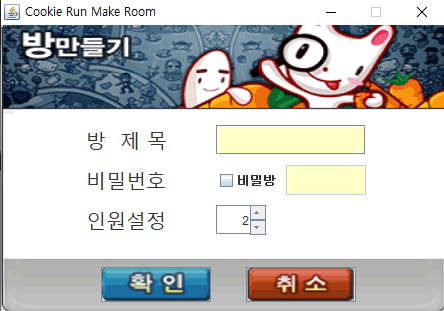 Cookie Run Make Room
방만들기
방 제 목
비밀번호 비밀방
인원설정 2
확 인 취 소